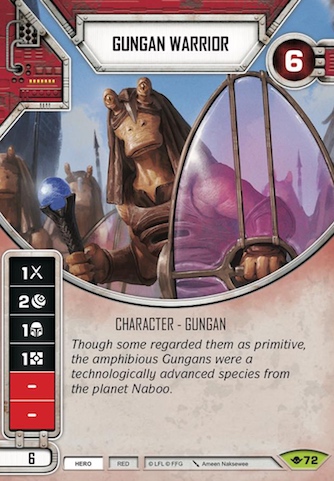 GUNGAN WARRIOR
6
CHARACTER - GUNGAN
Though some regarded them as primitive,
the amphibious Gungans were a
technologically advanced species from
the planet Naboo.
1
2
1
1
-
-
6
HERO
RED
© LFL © FFG
Ameen Naksewee
72